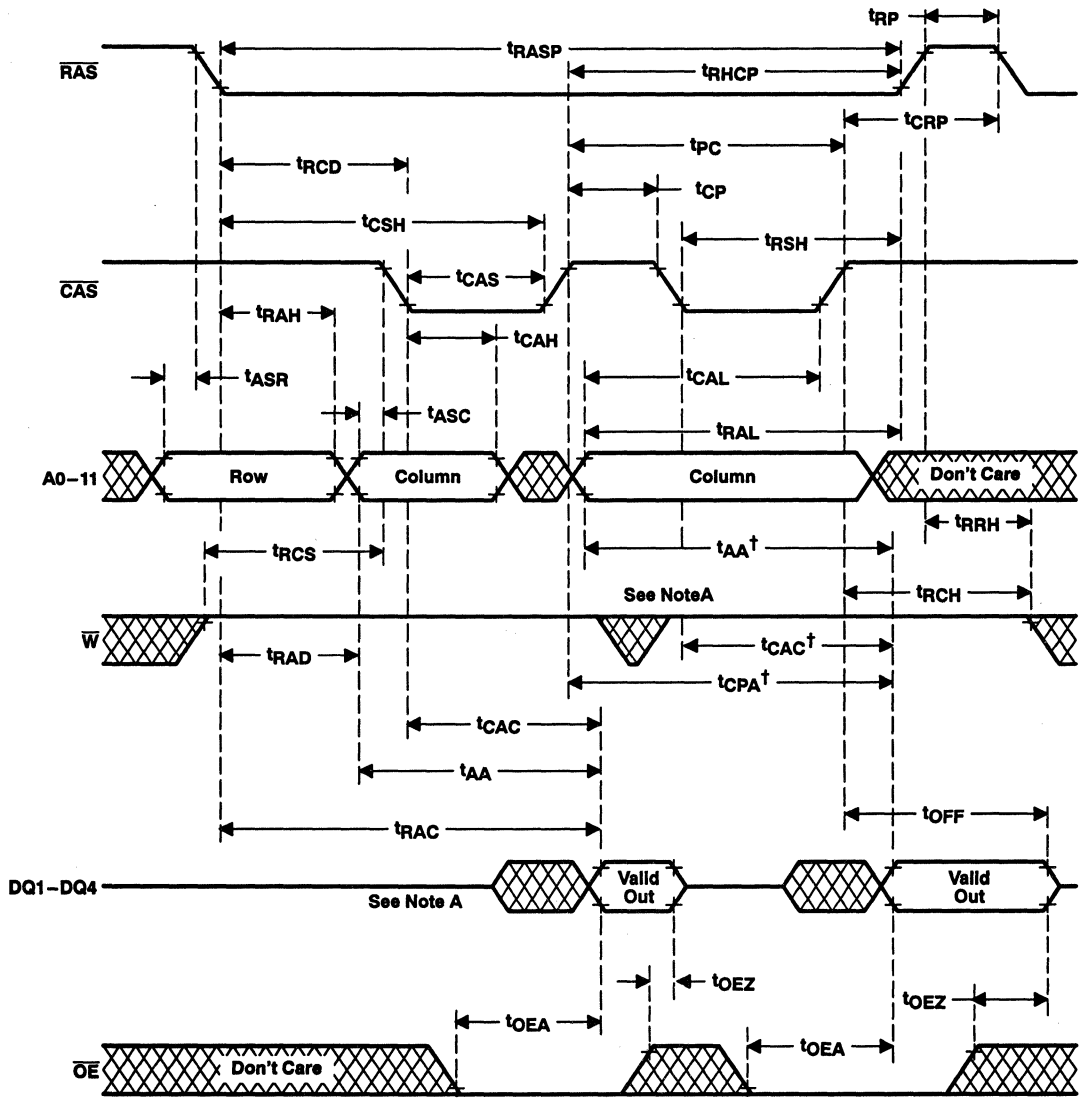 tRP
tRASP
RAS
tRHCP
tCRP
tPC
tRCD
tCP
tCSH
tRSH
tCAS
CAS
tRAH
tCAH
tASR
tCAL
tASC
tRAL
A0–11
Row
Column
Column
Don't Care
tRRH
tRCS
tAA†
See NoteA
tRCH
W
tCAC†
tRAD
tCPA†
tCAC
tAA
tOFF
tRAC
DQ1–DQ4
Valid
Out
Valid
Out
See Note A
tOEZ
tOEZ
tOEA
tOEA
OE
Don't Care